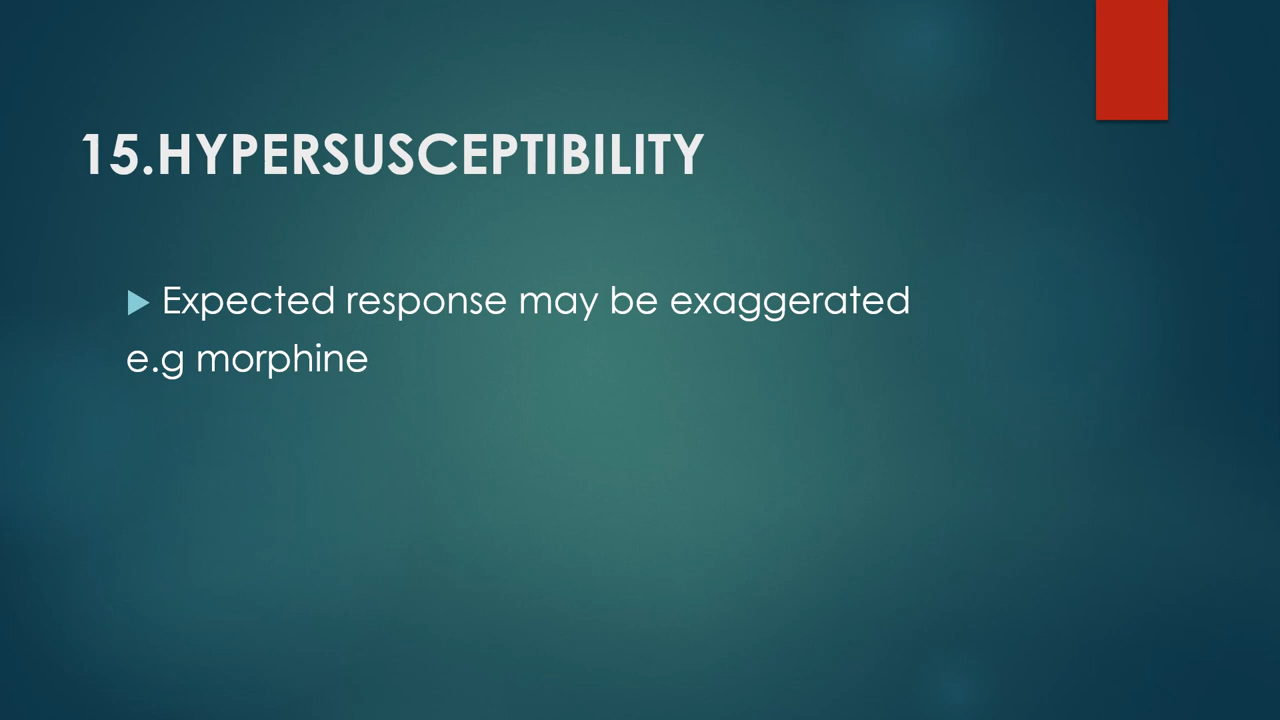 15.HYPERSUSCEPTIBILITY
Expected response may be exaggerated
e.g morphine